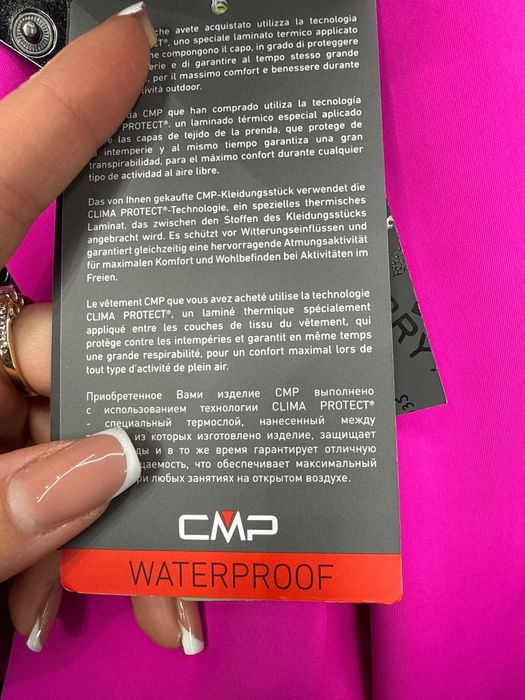 che avete acquistato utilizza la tecnologia
uno speciale laminato termico applicato
compongono il capo, in grado di proteggere
e di garantire al tempo stesso grande
per il massimo comfort e benessere durante
outdoor.
CMP que han comprado utiliza la tecnología
PROTECT®. un laminado térmico especial aplicado
las capas de tejido de la prenda, que protege de
intemperie y al mismo tiempo garantiza una gran
transpirabilidad, para el máximo confort durante cualquier
tipo de actividad al aire libre.
Das von Ihnen gekaufte CMP-Kleidungsstück verwendet die
CLIMA PROTECT®-Technologie, ein spezielles thermisches
Laminat, das zwischen den Stoffen des Kleidungsstücks
angebracht wird. Es schützt vor Witterungseinflüssen und
garantiert gleichzeitig eine hervorragende Atmungsaktivität
für maximalen Komfort und Wohlbefinden bei Aktivitäten im
Freien.
Le vêtement CMP que vous avez acheté utilise la technologie
CLIMA PROTECT®, un laminé thermique spécialement
appliqué entre les couches de tissu du vêtement, qui
protège contre les intempéries et garantit en même temps
une grande respirabilité, pour un confort maximal lors de
tout type d'activité de plein air.
Приобретенное Вами изделие CMP выполнено
с использованием технологии CLIMA PROTECT®
- специальный термослой, нанесенный между
из которых изготовлено изделие, защищает
и в то же время гарантирует отличную
что обеспечивает максимальный
любых занятиях на открытом воздухе.
CMP
WATERPROOF
DRY